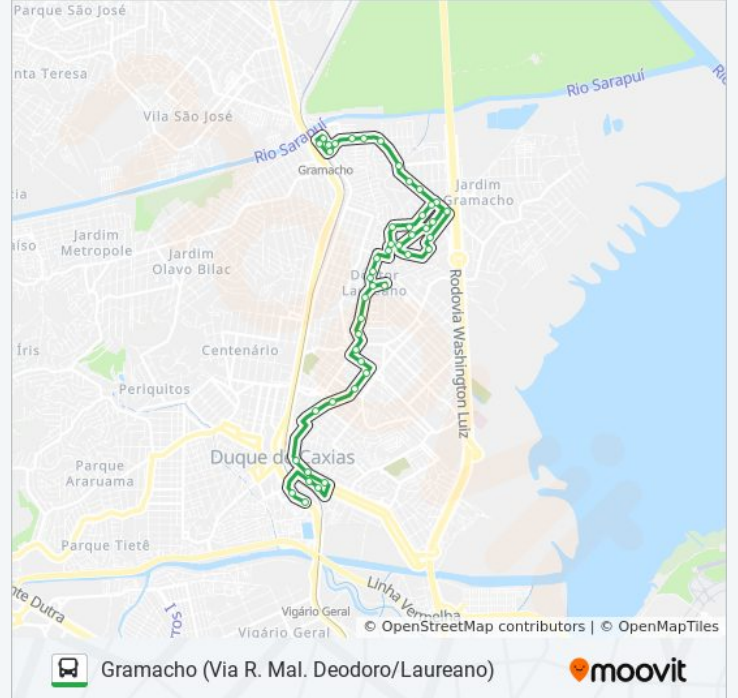 Parque São José
nta Teresa
Rio Sarapuí
Vila São José
Rio Sarapuí
Gramacho
Jardim
Gramacho
Jardim
Metropole
Jardim
Olavo Bilac
Laureano
Rodovia Washington Luiz
Íris
Centenário
Periquitos
Duque de Caxias
Parque
Araruama
Parque Tietê
Linha Vermelha
Vigário Geral
Vigário Geral
© OpenStreetMap contributors | © OpenMapTiles
Gramacho (Via R. Mal. Deodoro/Laureano)
moovit